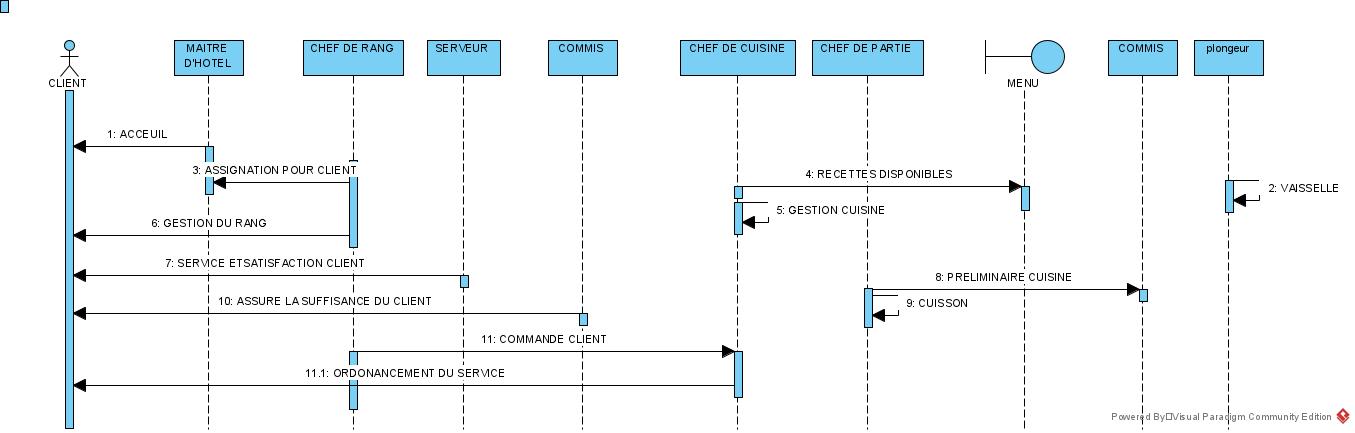 MAITRE
D'HOTEL
CHEF DE RANG
SERVEUR
COMMIS
CHEF DE CUISINE
CHEF DE PARTIE
COMMIS
plongeur
CLIENT
MENU
1: ACCEUIL
3: ASSIGNATION POUR CLIENT
4: RECETTES DISPONIBLES
2: VAISSELLE
5: GESTION CUISINE
6: GESTION DU RANG
7: SERVICE ETSATISFACTION CLIENT
8: PRELIMINAIRE CUISINE
10: ASSURE LA SUFFISANCE DU CLIENT
9: CUISSON
11: COMMANDE CLIENT
11.1: ORDONANCEMENT DU SERVICE
Powered By□Visual Paradigm Community Edition